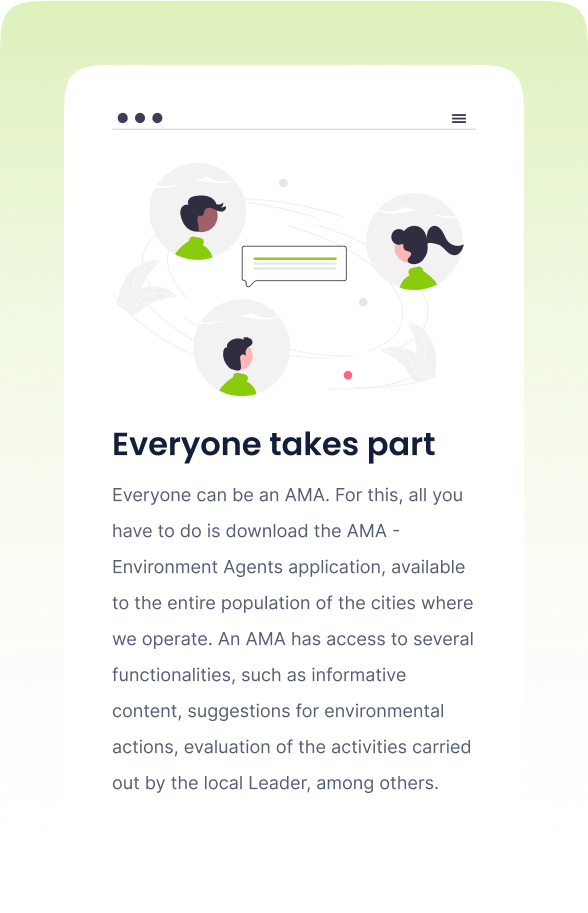 Everyone takes part
Everyone can be an AMA. For this, all you
have to do is download the AMA -
Environment Agents application, available
to the entire population of the cities where
we operate. An AMA has access to several
functionalities, such as informative
content, suggestions for environmental
actions, evaluation of the activities carried
out by the local Leader, among others.